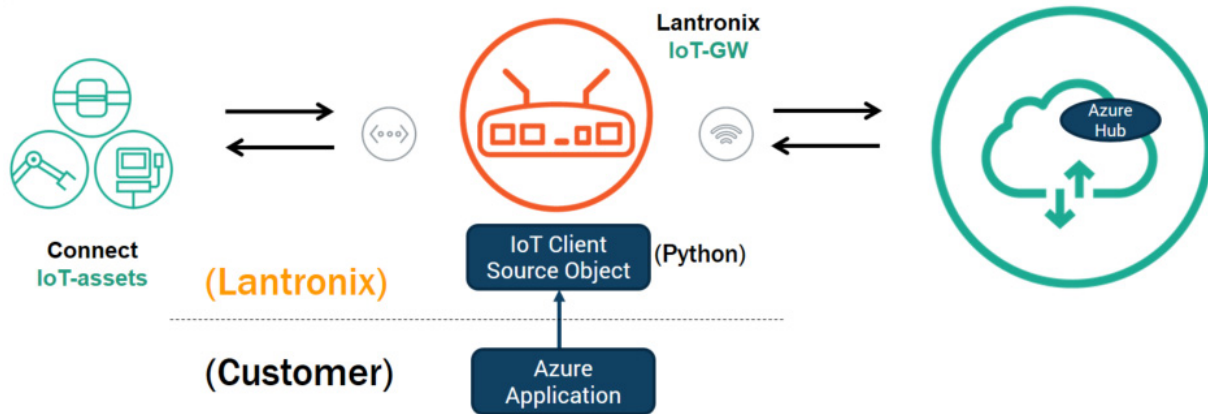 Lantronix
IoT-GW
Azure
Hub
Connect
IoT-assets
IoT Client
Source Object
(Python)
(Lantronix)
(Customer)
Azure
Application